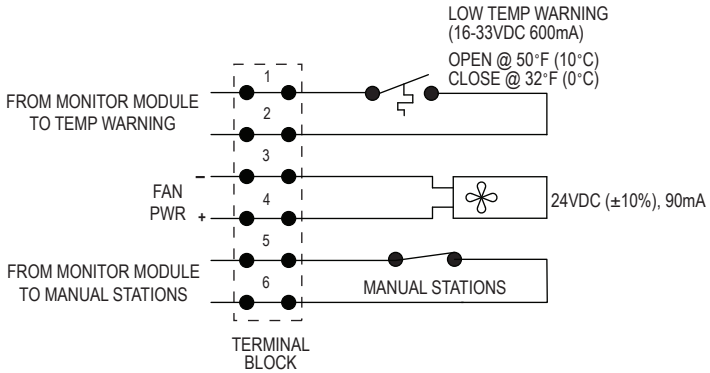 LOW TEMP WARNING
(16-33VDC 600mA)
OPEN @ 50°F (10°C)
CLOSE @ 32°F (0°C)
1
FROM MONITOR MODULE
TO TEMP WARNING
2
3
–
FAN
PWR +
4
24VDC (±10%), 90mA
5
FROM MONITOR MODULE
TO MANUAL STATIONS
6
MANUAL STATIONS
TERMINAL
BLOCK